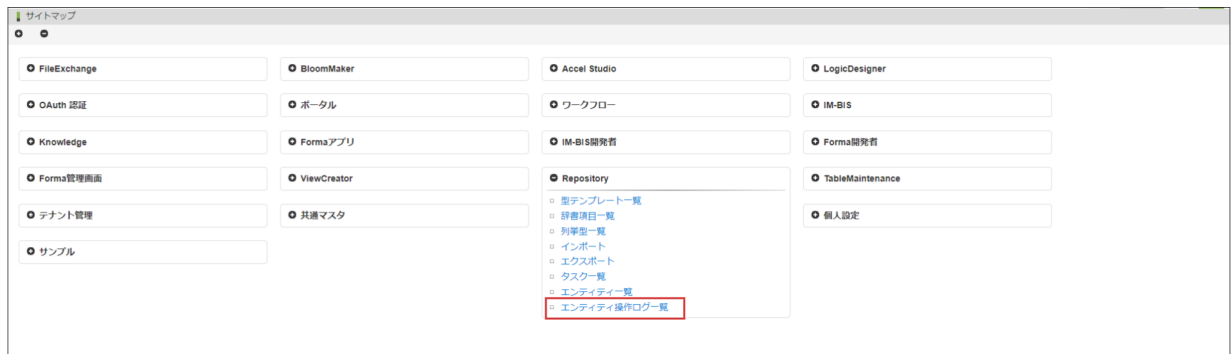 サイトマップ
FileExchange
BloomMaker
Accel Studio
LogicDesigner
OAuth 認証
ポータル
ワークフロー
IM-BIS
Knowledge
Formaアプリ
IM-BIS開発者
Forma開発者
Forma管理画面
ViewCreator
Repository
TableMaintenance
型テンプレート一覧
辞書項目一覧
列挙型一覧
インポート
エクスポート
タスク一覧
エンティティ一覧
エンティティ操作ログ一覧
テナント管理
共通マスタ
個人設定
サンプル